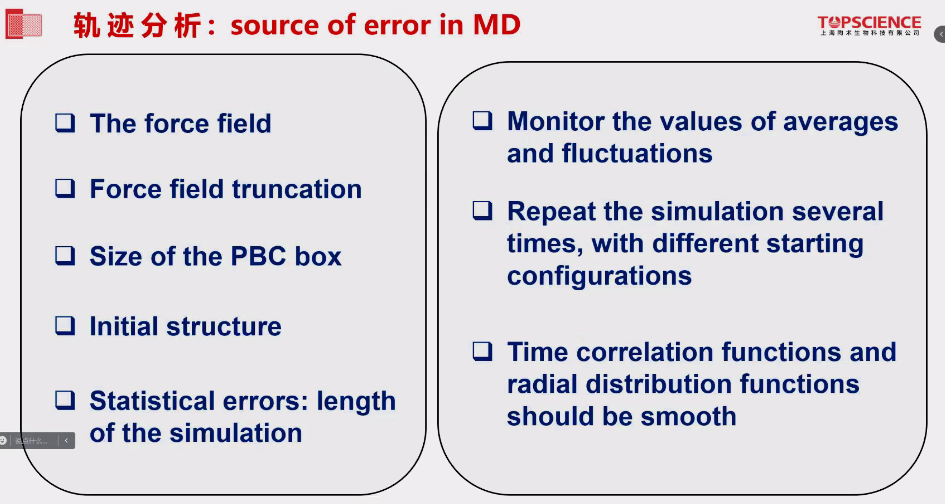 轨迹分析：source of error in MD
TOPSCIENCE
上海陶术生物科技有限公司
The force field
Force field truncation
Size of the PBC box
Initial structure
Statistical errors: length
of the simulation
Monitor the values of averages
and fluctuations
Repeat the simulation several
times, with different starting
configurations
Time correlation functions and
radial distribution functions
should be smooth